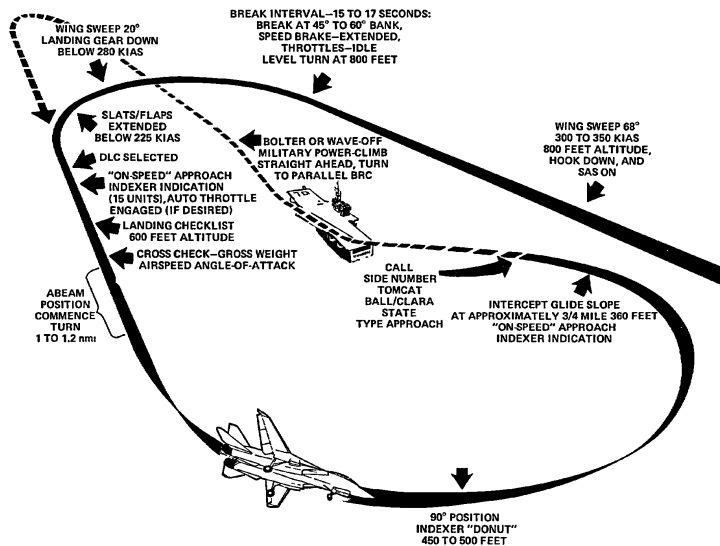 WING SWEEP 20°
LANDING GEAR DOWN
BELOW 280 KIAS
BREAK INTERVAL—15 TO 17 SECONDS:
BREAK AT 45° TO 60° BANK,
SPEED BRAKE—EXTENDED,
THROTTLES—IDLE
LEVEL TURN AT 800 FEET
WING SWEEP 68°
300 TO 350 KIAS
800 FEET ALTITUDE,
HOOK DOWN, AND
SAS ON
SLATS/FLAPS
EXTENDED
BELOW 225 KIAS
DLC SELECTED
"ON-SPEED" APPROACH
INDEXER INDICATION
(15 UNITS), AUTO THROTTLE
ENGAGED (IF DESIRED)
LANDING CHECKLIST
600 FEET ALTITUDE
CROSS CHECK—GROSS WEIGHT
AIRSPEED ANGLE-OF-ATTACK
BOLTER OR WAVE-OFF
MILITARY POWER-CLIMB
STRAIGHT AHEAD, TURN
TO PARALLEL BRC
ABEAM
POSITION
COMMENCE
TURN
1 TO 1.2 nmi
CALL
SIDE NUMBER
TOMCAT
BALL/CLARA
STATE
TYPE APPROACH
INTERCEPT GLIDE SLOPE
AT APPROXIMATELY 3/4 MILE 360 FEET
"ON-SPEED" APPROACH
INDEXER INDICATION
90° POSITION
INDEXER "DONUT"
450 TO 500 FEET